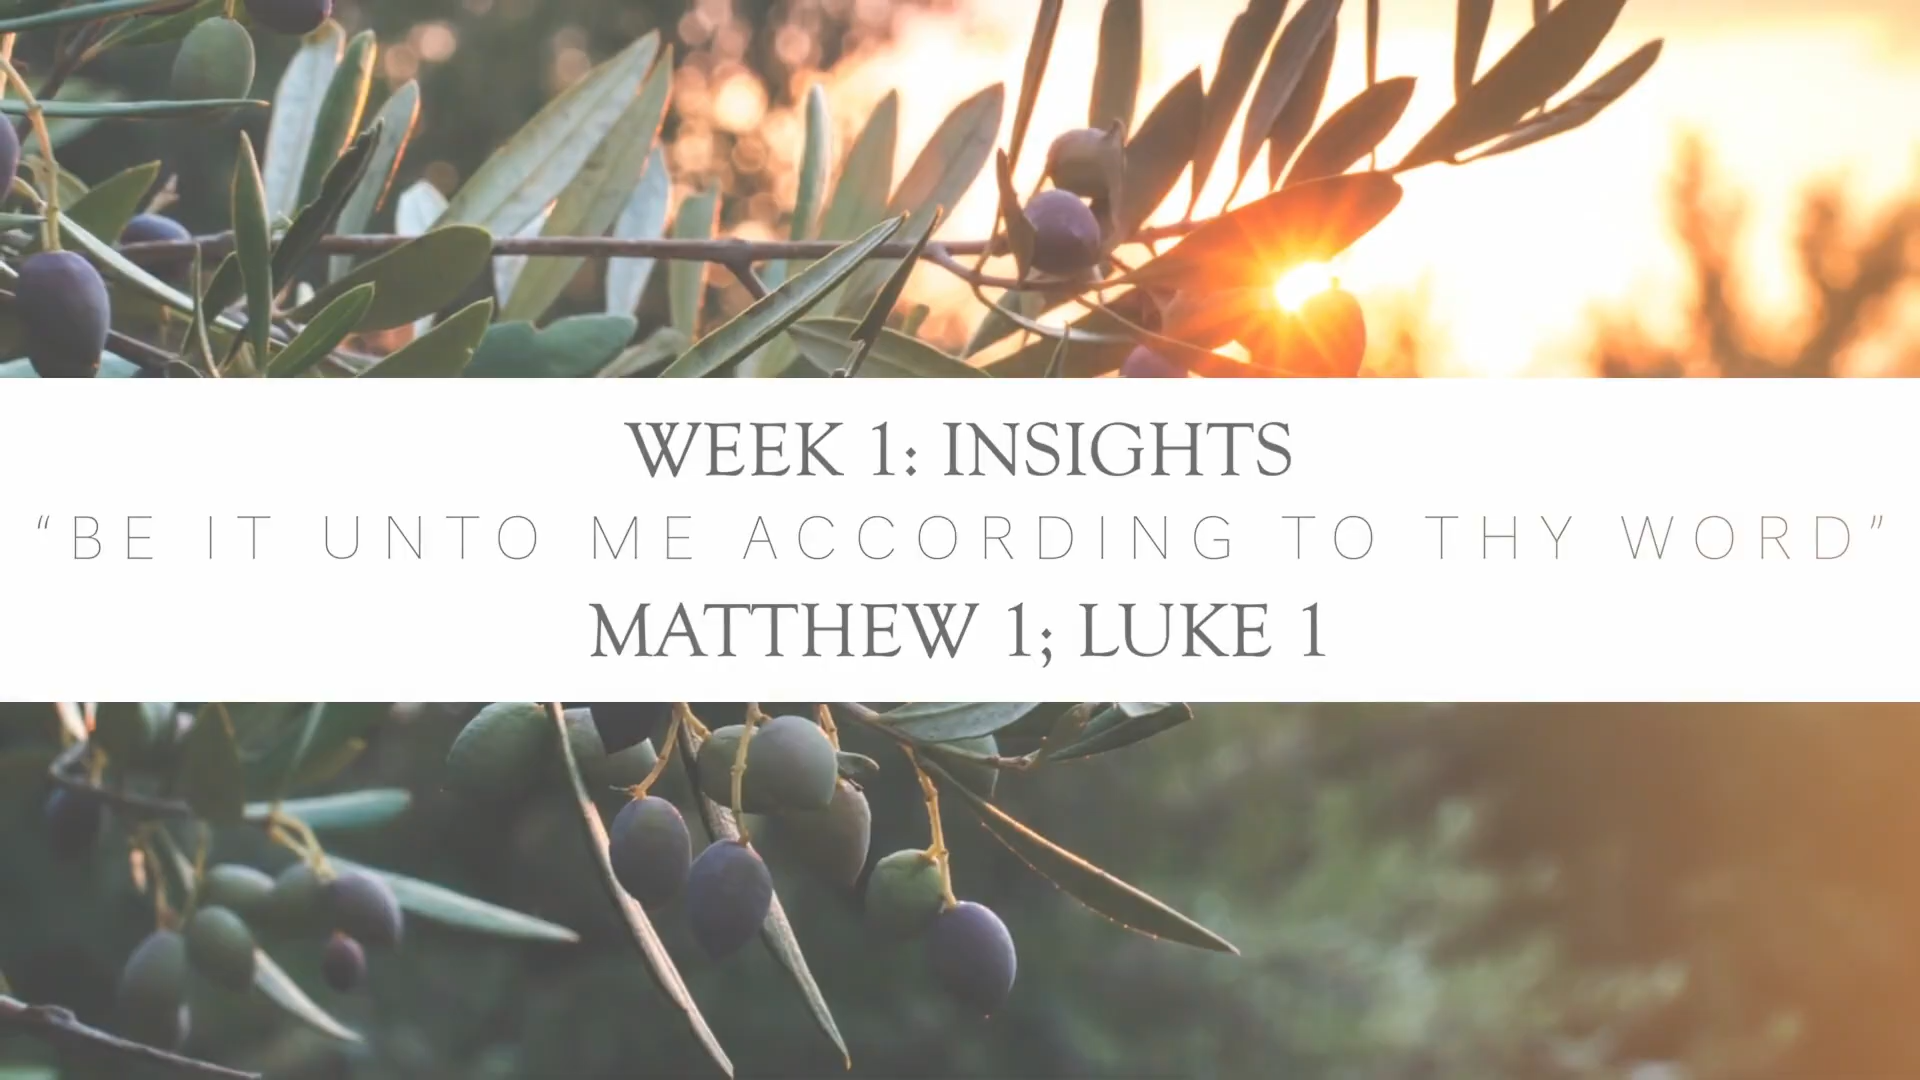 WEEK 1: INSIGHTS
“BE IT UNTO ME ACCORDING TO THY WORD”
MATTHEW 1; LUKE 1